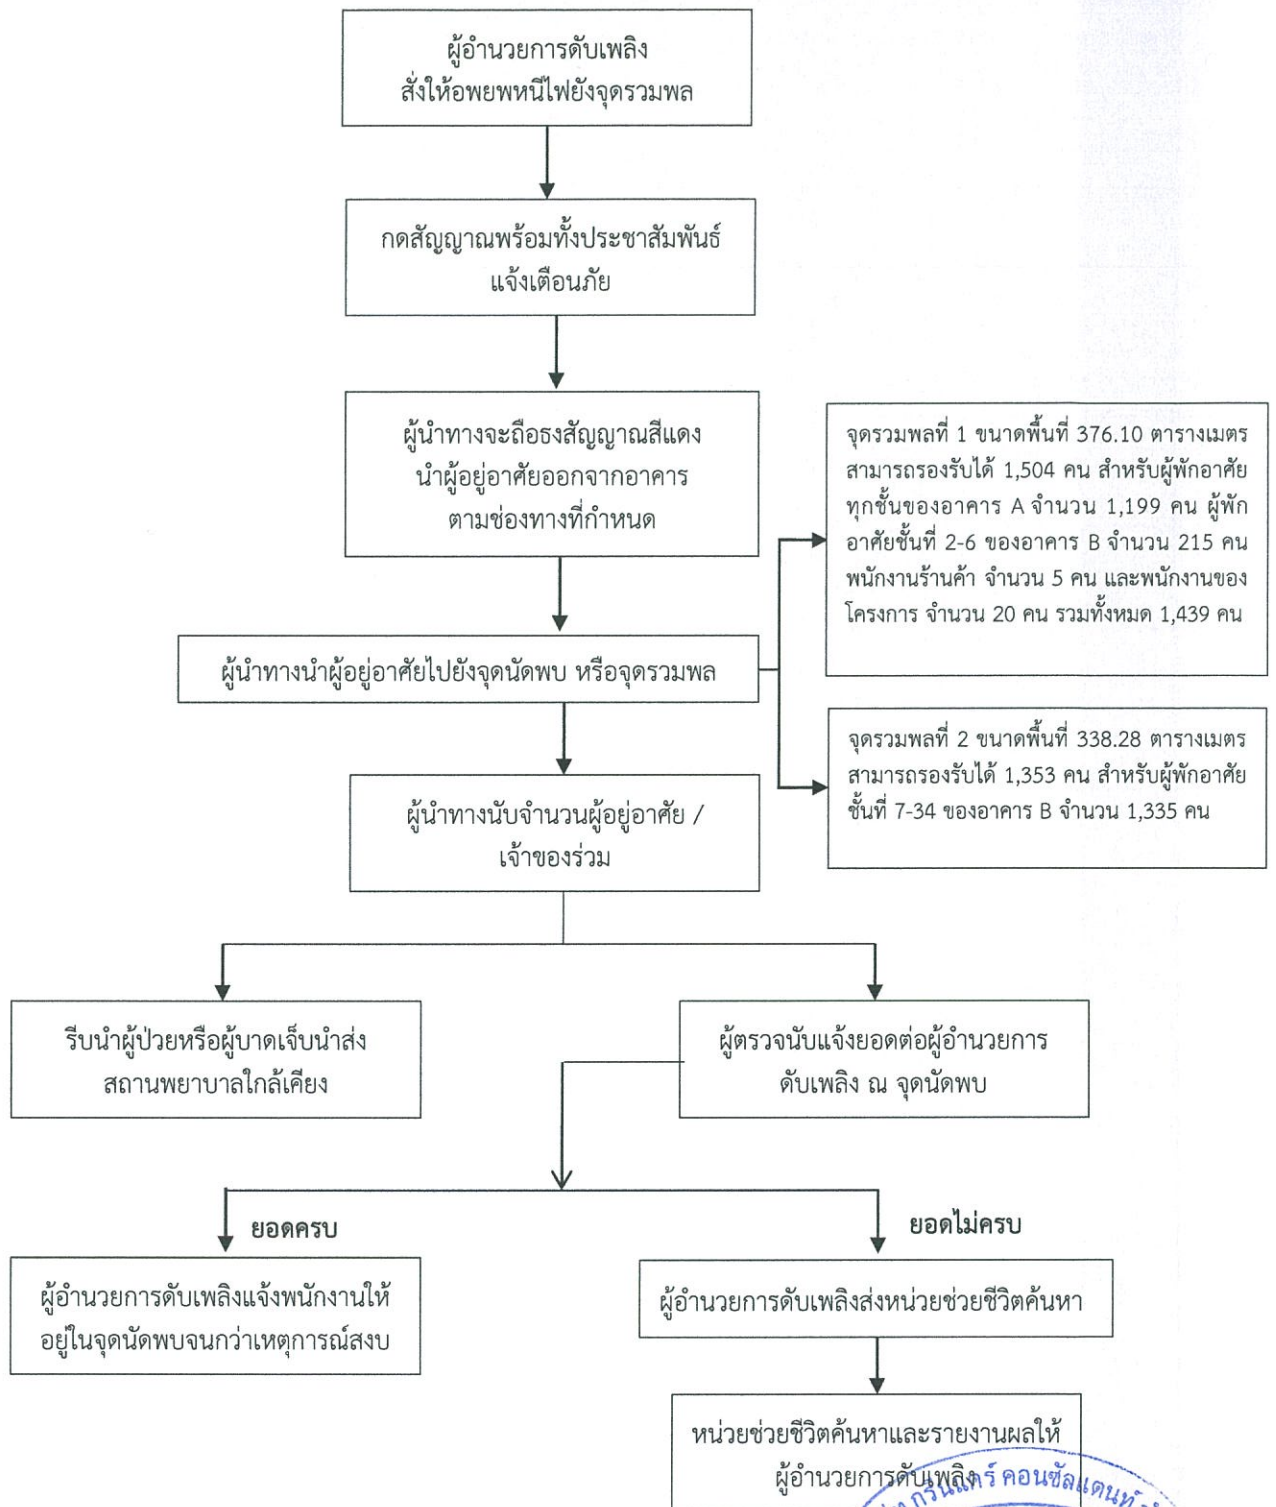 ผู้อำนวยการดับเพลิง
สั่งให้อพยพหนีไฟยังจุดรวมพล
กดสัญญาณพร้อมทั้งประชาสัมพันธ์
แจ้งเตือนภัย
ผู้นำทางจะถือธงสัญญาณสีแดง
นำผู้อยู่อาศัยออกจากอาคาร
ตามช่องทางที่กำหนด
จุดรวมพลที่ 1 ขนาดพื้นที่ 376.10 ตารางเมตร
สามารถรองรับได้ 1,504 คน สำหรับผู้พักอาศัย
ทุกชั้นของอาคาร A จำนวน 1,199 คน ผู้พัก
อาศัยชั้นที่ 2-6 ของอาคาร B จำนวน 215 คน
พนักงานร้านค้า จำนวน 5 คน และพนักงานของ
โครงการ จำนวน 20 คน รวมทั้งหมด 1,439 คน
ผู้นำทางนำผู้อยู่อาศัยไปยังจุดนัดพบ หรือจุดรวมพล
จุดรวมพลที่ 2 ขนาดพื้นที่ 338.28 ตารางเมตร
สามารถรองรับได้ 1,353 คน สำหรับผู้พักอาศัย
ชั้นที่ 7-34 ของอาคาร B จำนวน 1,335 คน
ผู้นำทางนับจำนวนผู้อยู่อาศัย /
เจ้าของร่วม
รีบนำผู้ป่วยหรือผู้บาดเจ็บนำส่ง
สถานพยาบาลใกล้เคียง
ผู้ตรวจนับแจ้งยอดต่อผู้อำนวยการ
ดับเพลิง ณ จุดนัดพบ
ยอดครบ
ยอดไม่ครบ
ผู้อำนวยการดับเพลิงแจ้งพนักงานให้
อยู่ในจุดนัดพบจนกว่าเหตุการณ์สงบ
ผู้อำนวยการดับเพลิงส่งหน่วยช่วยชีวิตค้นหา
หน่วยช่วยชีวิตค้นหาและรายงานผลให้
ผู้อำนวยการดับเพลิง
กรีนแคร์ คอนซัลแตนท์